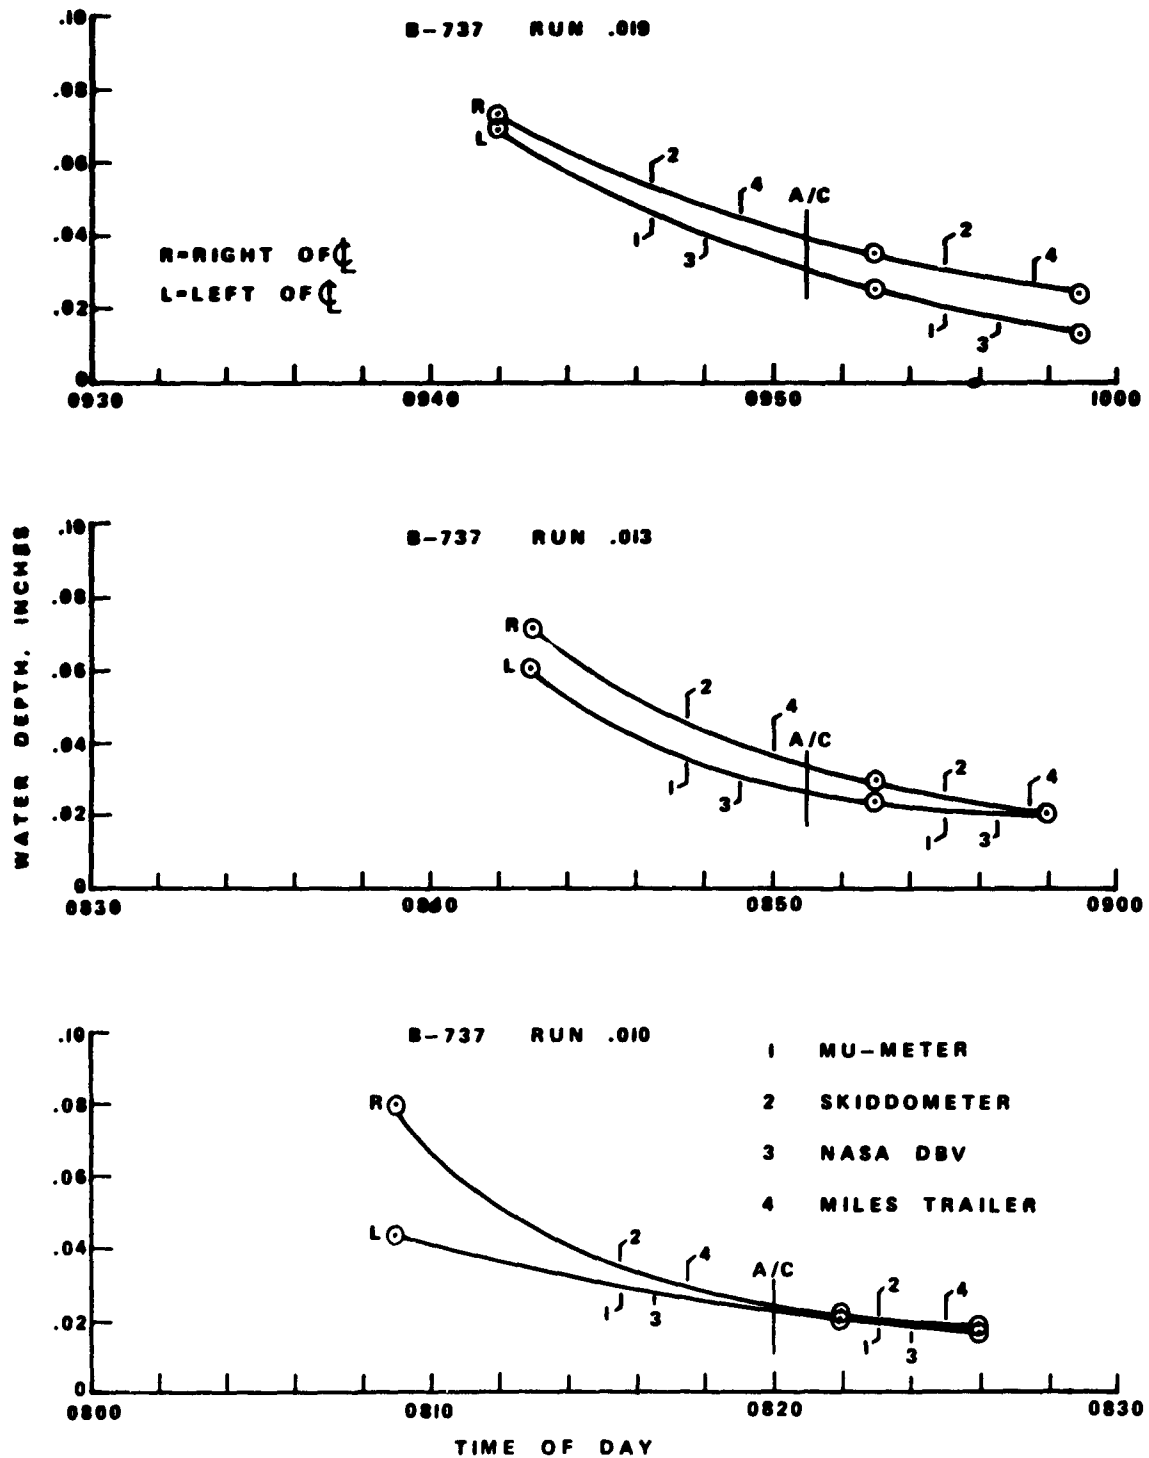 B-737 RUN .019
.10
.08
.06
.04
.02
0
R
L
2
4
A/C
1
3
2
4
1
3
R=RIGHT OF ℄
L=LEFT OF ℄
0930 0940 0950 1000
WATER DEPTH, INCHES
B-737 RUN .013
.10
.08
.06
.04
.02
0
R
L
2
4
A/C
1
3
2
4
1
3
0830 0840 0850 0900
B-737 RUN .010
.10
.08
.06
.04
.02
0
1 MU-METER
2 SKIDDOMETER
3 NASA DBV
4 MILES TRAILER
R
L
2
4
A/C
1
3
2
4
1
3
0800 0810 0820 0830
TIME OF DAY